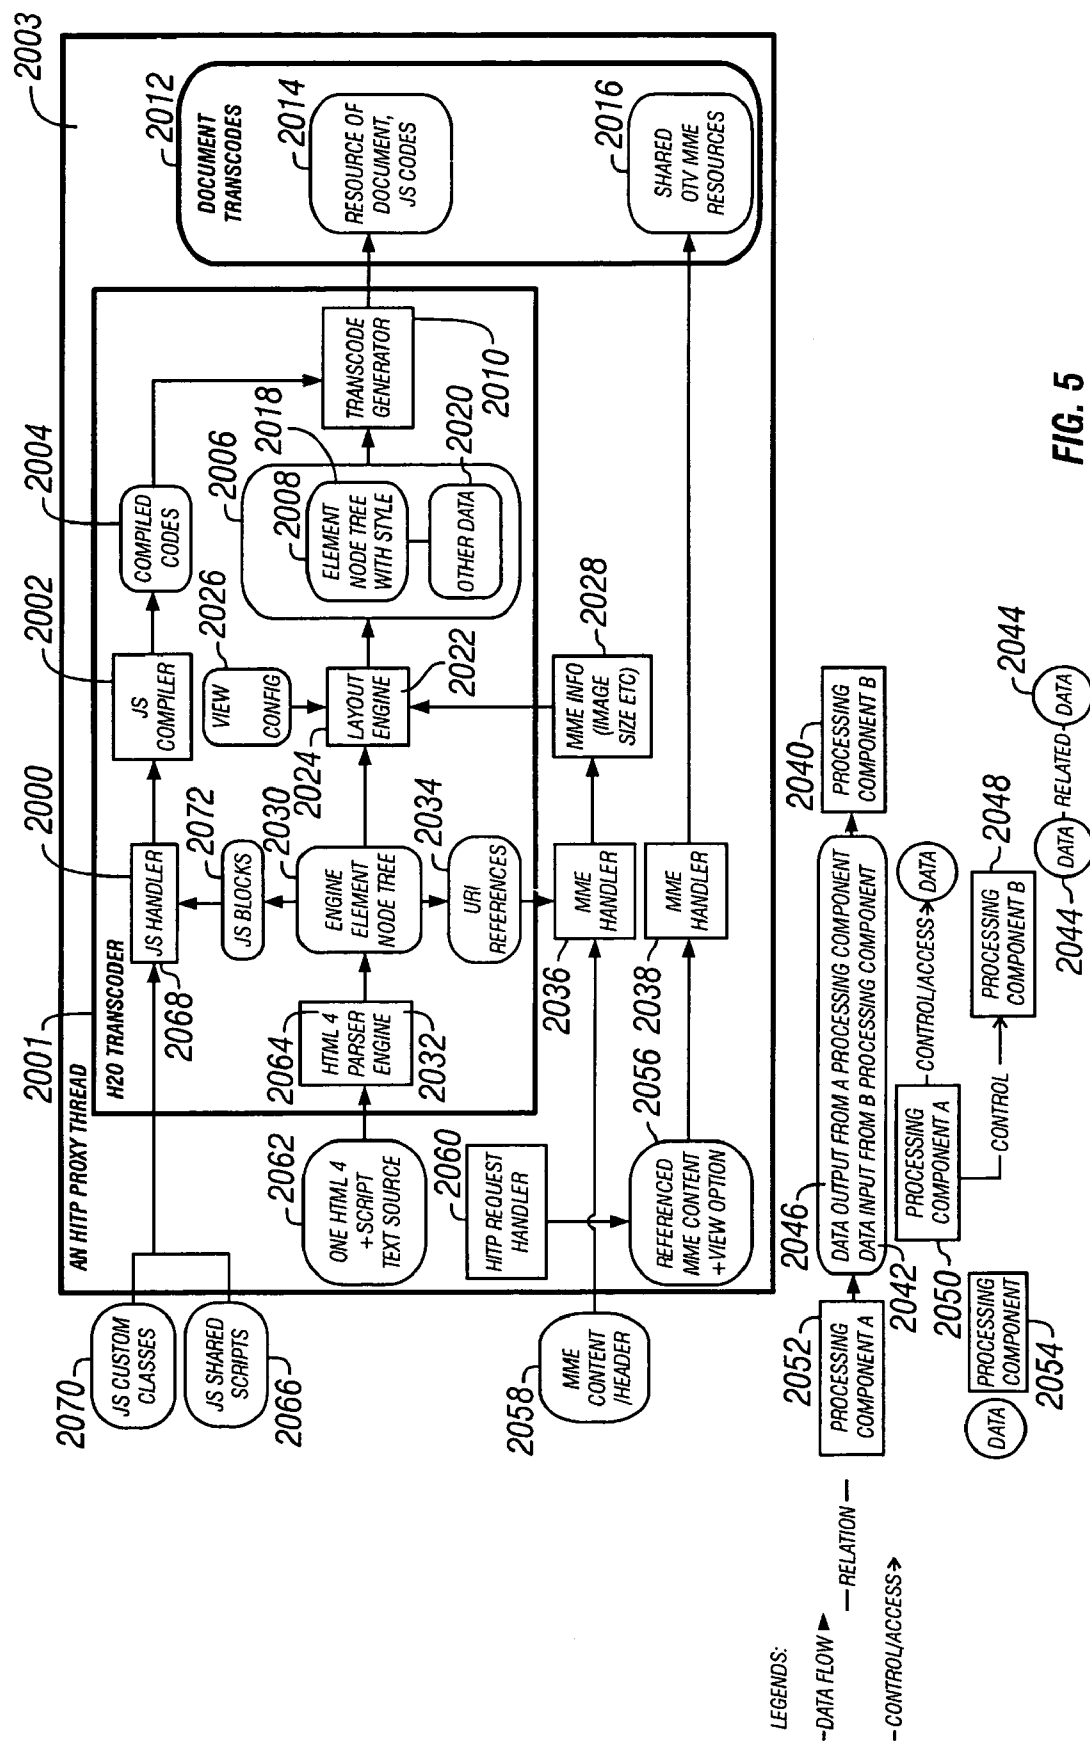 2003
AN HITP PROXY THREAD
2001
H2O TRANSCODER
2070
JS CUSTOM
CLASSES
JS SHARED
SCRIPTS
2066
2068
JS HANDLER
2000
JS
COMPILER
2002
COMPILED
CODES
2004
2072
JS BLOCKS
2062
ONE HTML 4
+SCRIPT
TEXT SOURCE
2064
HTML 4
PARSER
ENGINE
2032
2030
ENGINE
ELEMENT
NODE TREE
2034
URI
REFERENCES
2026
VIEW
CONFIG
2024
LAYOUT
ENGINE
2022
2006
2008
ELEMENT
NODE TREE
WITH STYLE
2018
OTHER DATA
2020
TRANSCODE
GENERATOR
2010
2012
DOCUMENT
TRANSCODES
2014
RESOURCE OF
DOCUMENT,
JS CODES
2016
SHARED
OTV MME
RESOURCES
2060
HITP REQUEST
HANDLER
2058
MME
CONTENT
/HEADER
2036
MME
HANDLER
MME INFO
(IMAGE
SIZE ETC)
2028
2056
REFERENCED
MME CONTENT
+VIEW OPTION
2038
MME
HANDLER
LEGENDS:
-DATA FLOW
—RELATION—
-CONTROL/ACCESS→
2052
PROCESSING
COMPONENT A
2046
DATA OUTPUT FROM A PROCESSING COMPONENT
DATA INPUT FROM B PROCESSING COMPONENT
2042
2040
PROCESSING
COMPONENT B
2050
PROCESSING
COMPONENT A
CONTROL/ACCESS→
DATA
CONTROL
2048
PROCESSING
COMPONENT B
DATA
PROCESSING
COMPONENT
2054
2044
DATA
RELATED
DATA
2044
FIG. 5